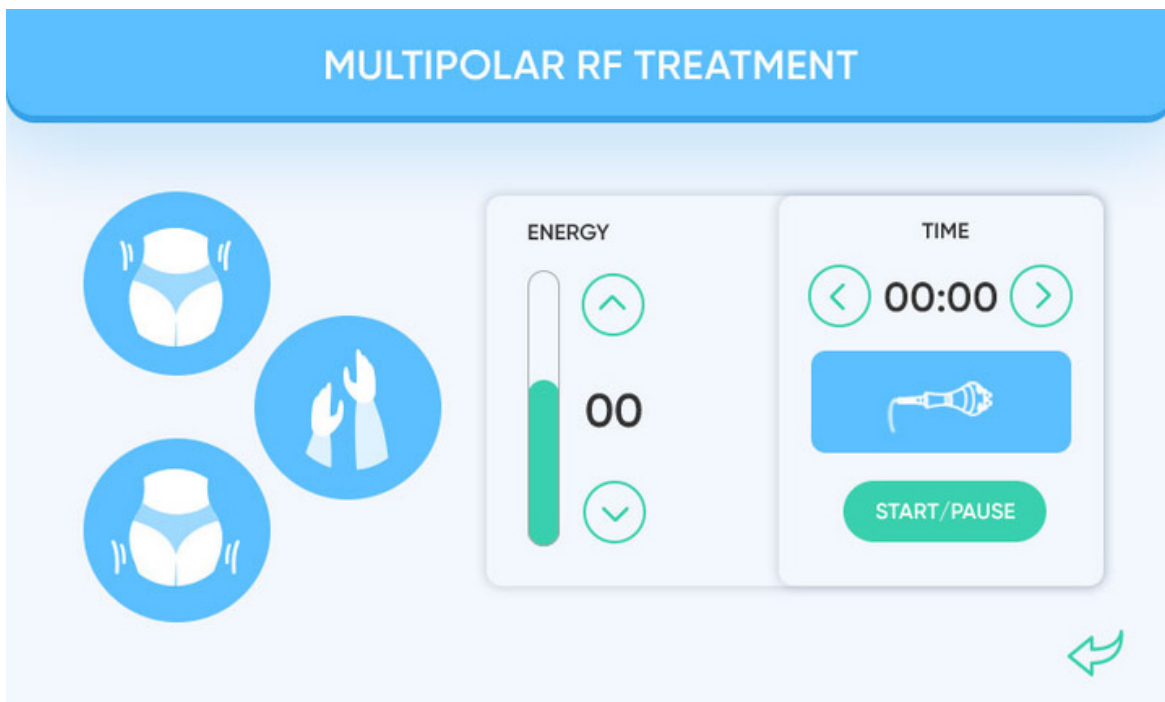 MULTIPOLAR RF TREATMENT
ENERGY
00
TIME
00:00
START/PAUSE